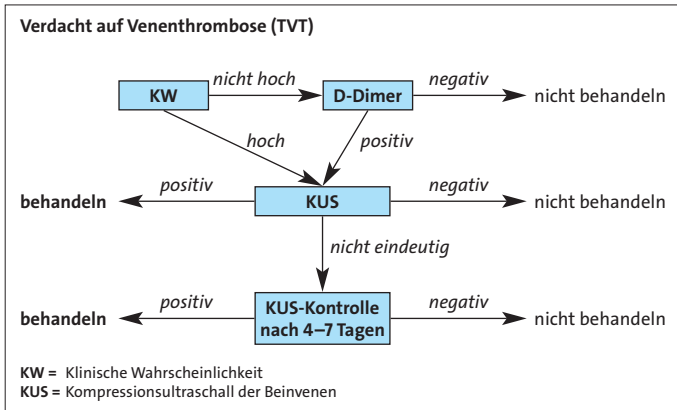 Verdacht auf Venenthrombose (TVT)
nicht hoch
negativ
KW
D-Dimer
nicht behandeln
hoch
positiv
positiv
negativ
behandeln
KUS
nicht behandeln
nicht eindeutig
positiv
negativ
behandeln
KUS-Kontrolle
nach 4–7 Tagen
nicht behandeln
KW = Klinische Wahrscheinlichkeit
KUS = Kompressionsultraschall der Beinvenen